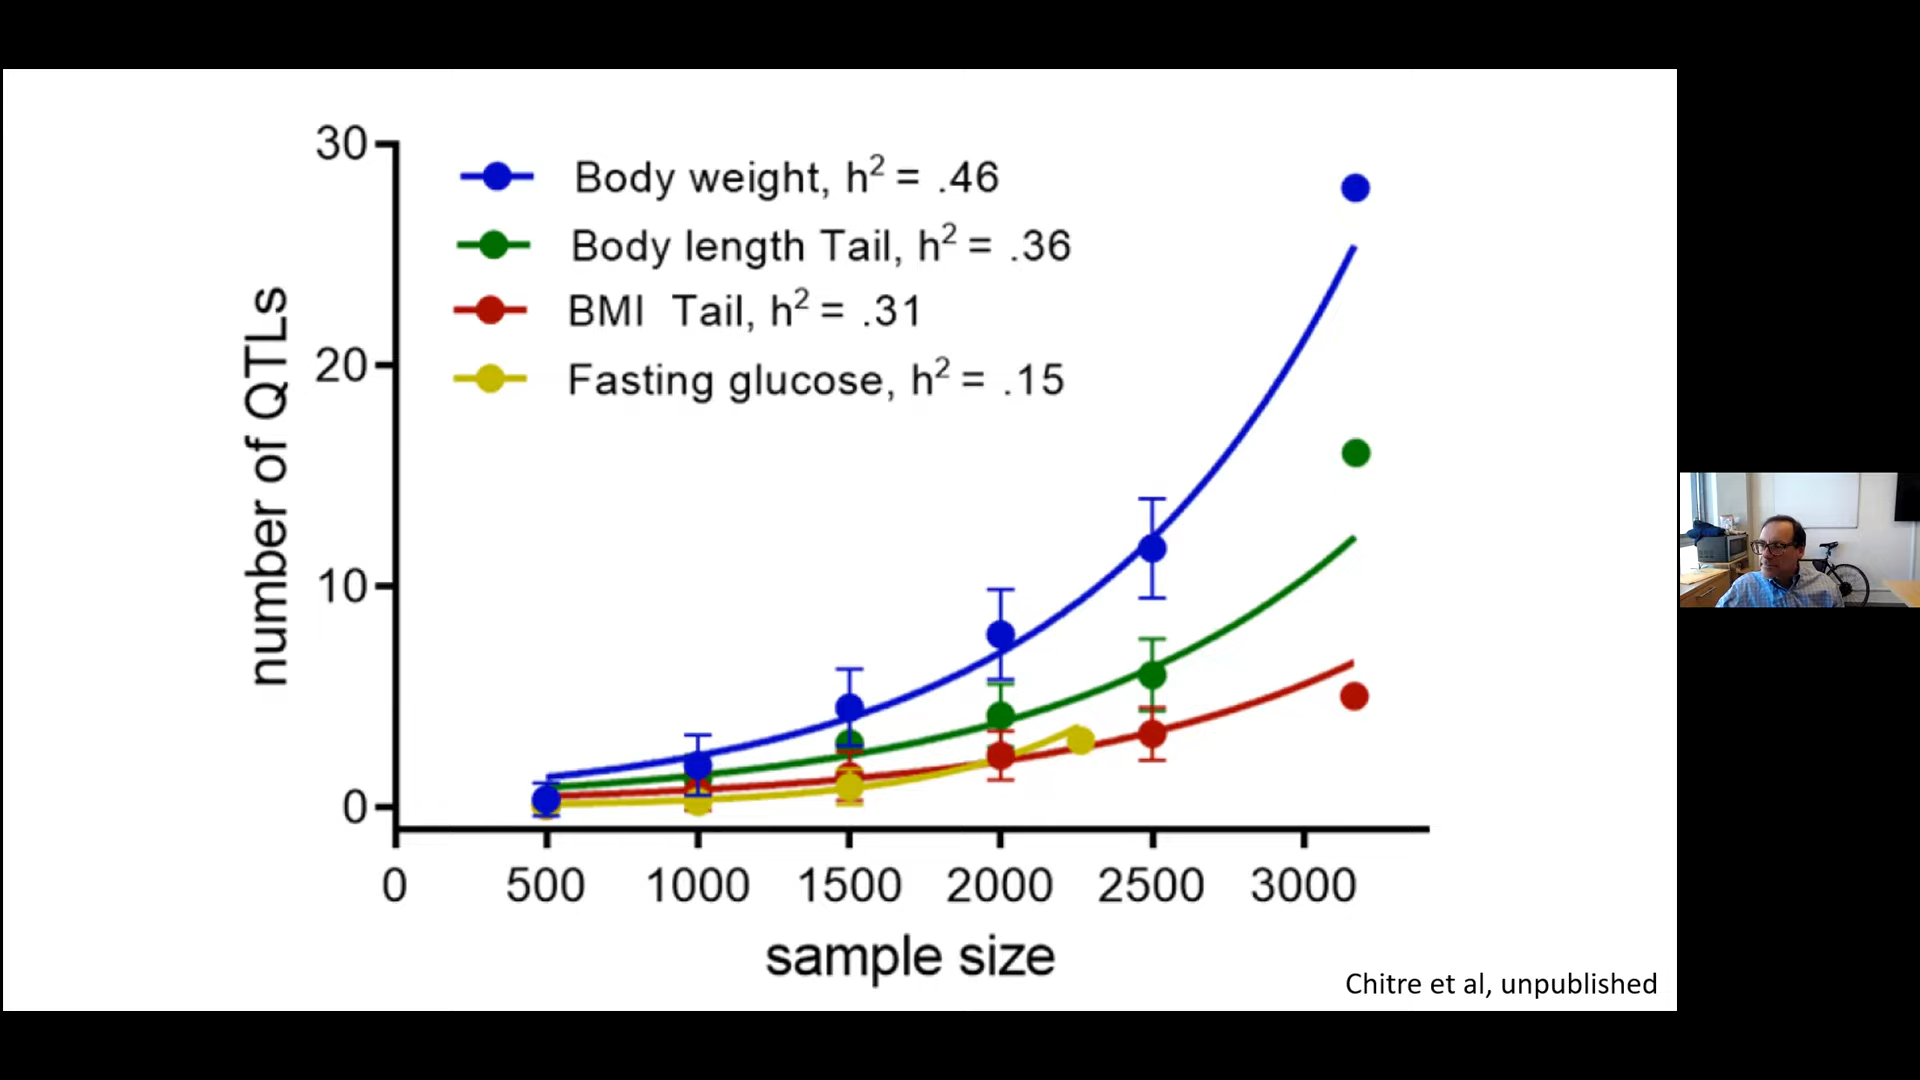 30
Body weight, h² = .46
Body length Tail, h² = .36
BMI Tail, h² = .31
Fasting glucose, h² = .15
20
10
0
number of QTLs
0 500 1000 1500 2000 2500 3000
sample size
Chitre et al, unpublished